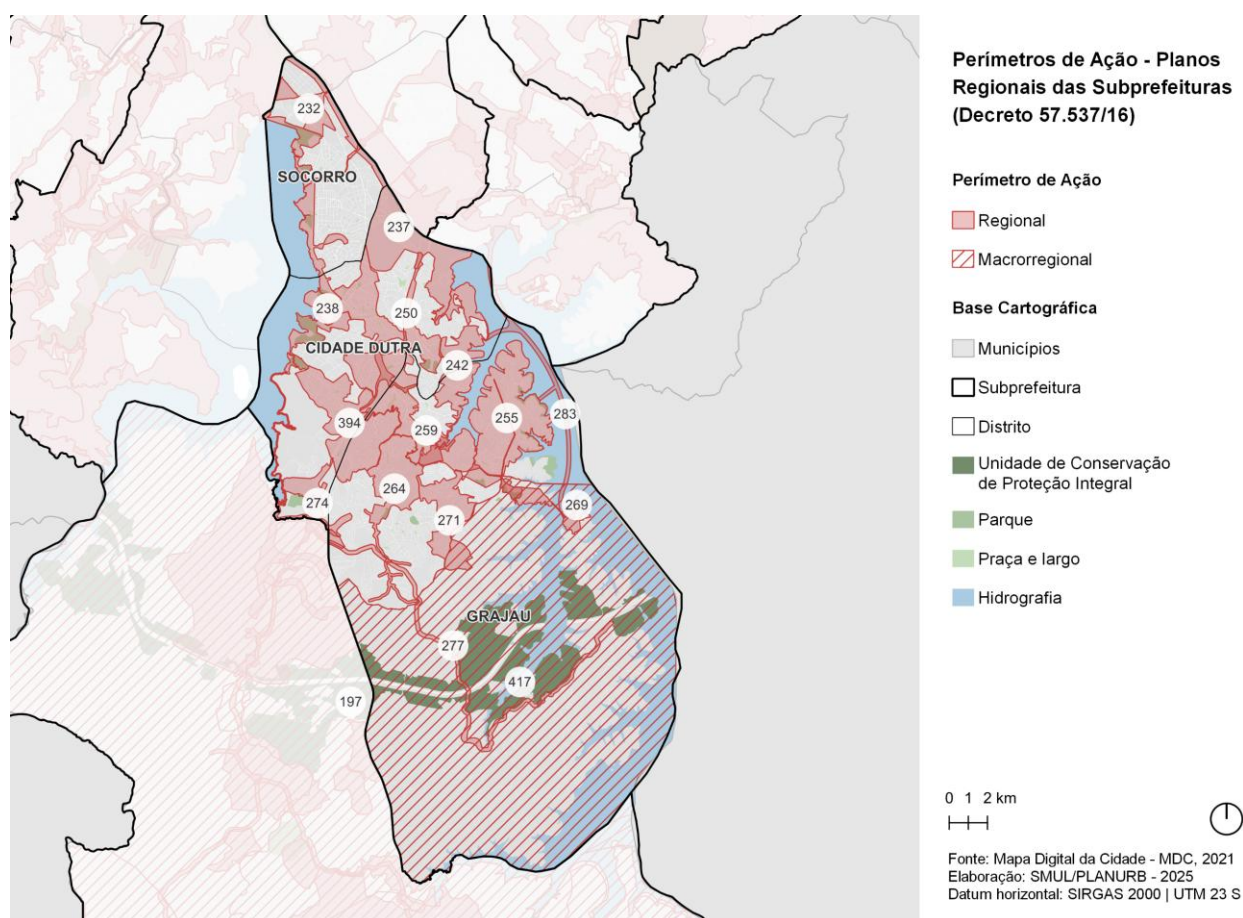 232
SOCORRO
237
238
250
CIDADE DUTRA
242
394
259
255
283
274
264
271
269
GRAJAÚ
277
197
417
Perímetros de Ação - Planos
Regionais das Subprefeituras
(Decreto 57.537/16)
Perímetro de Ação
Regional
Macrorregional
Base Cartográfica
Municípios
Subprefeitura
Distrito
Unidade de Conservação
de Proteção Integral
Parque
Praça e largo
Hidrografia
0 1 2 km
Fonte: Mapa Digital da Cidade - MDC, 2021
Elaboração: SMUL/PLANURB - 2025
Datum horizontal: SIRGAS 2000 | UTM 23 S